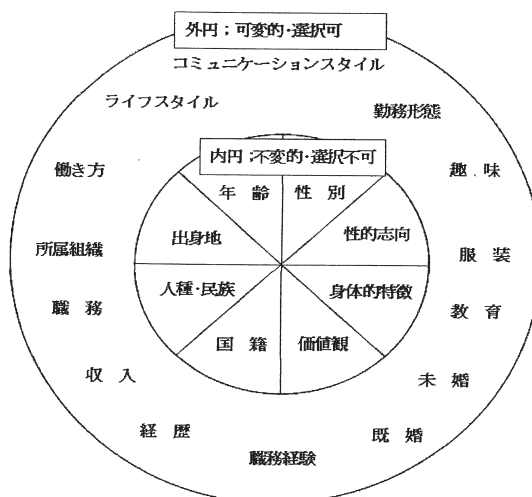 外円；可変的・選択可
コミュニケーションスタイル
ライフスタイル
勤務形態
内円；不変的・選択不可
働き方
趣．味
年　齢
性　別
出身地
性的志向
所属組織
服　装
人種・民族
身体的特徴
職　務
教　育
国　籍
価値観
収　入
未　婚
経　歴
既　婚
職務経験